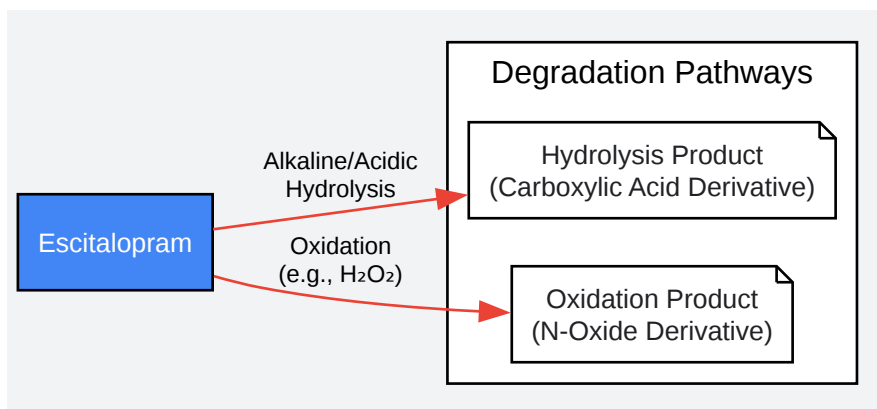 Degradation Pathways
Alkaline/Acidic
Hydrolysis
Hydrolysis Product
(Carboxylic Acid Derivative)
Escitalopram
Oxidation
(e.g., H₂O₂)
Oxidation Product
(N-Oxide Derivative)